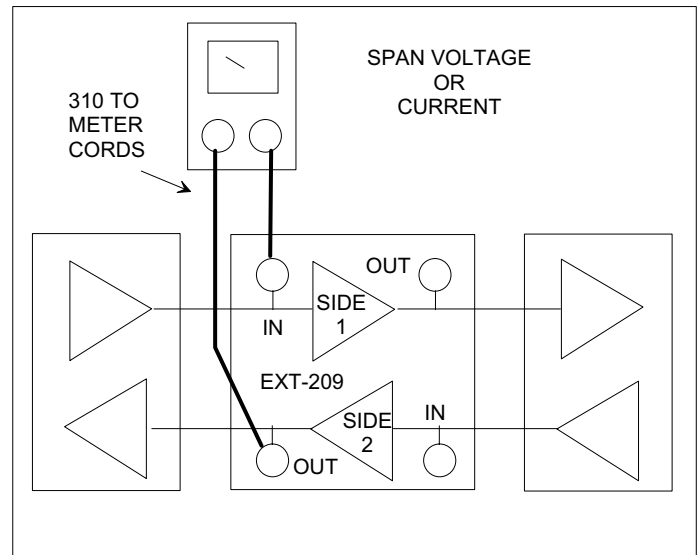 SPAN VOLTAGE
OR
CURRENT
310 TO
METER
CORDS
OUT
SIDE
1
IN
EXT-209
IN
SIDE
2
OUT